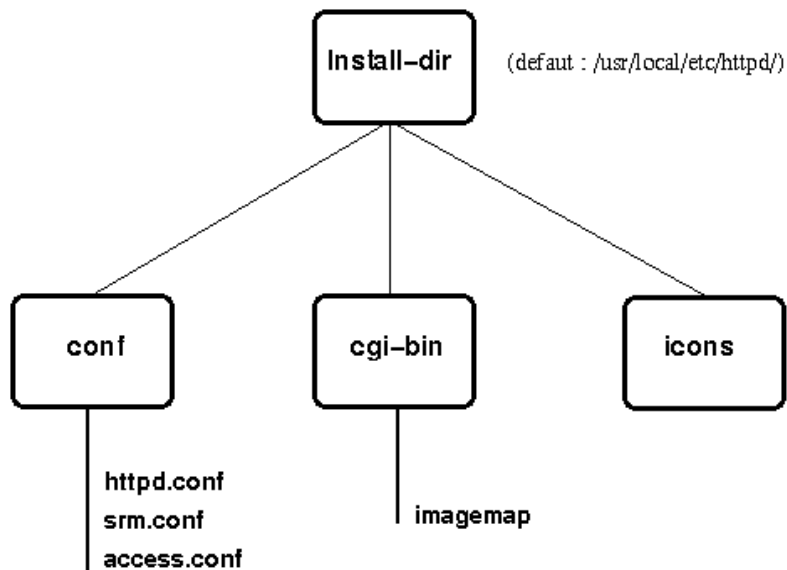 Install-dir
(defaut : /usr/local/etc/httpd/)
conf
cgi-bin
icons
httpd.conf
srm.conf
access.conf
imagemap